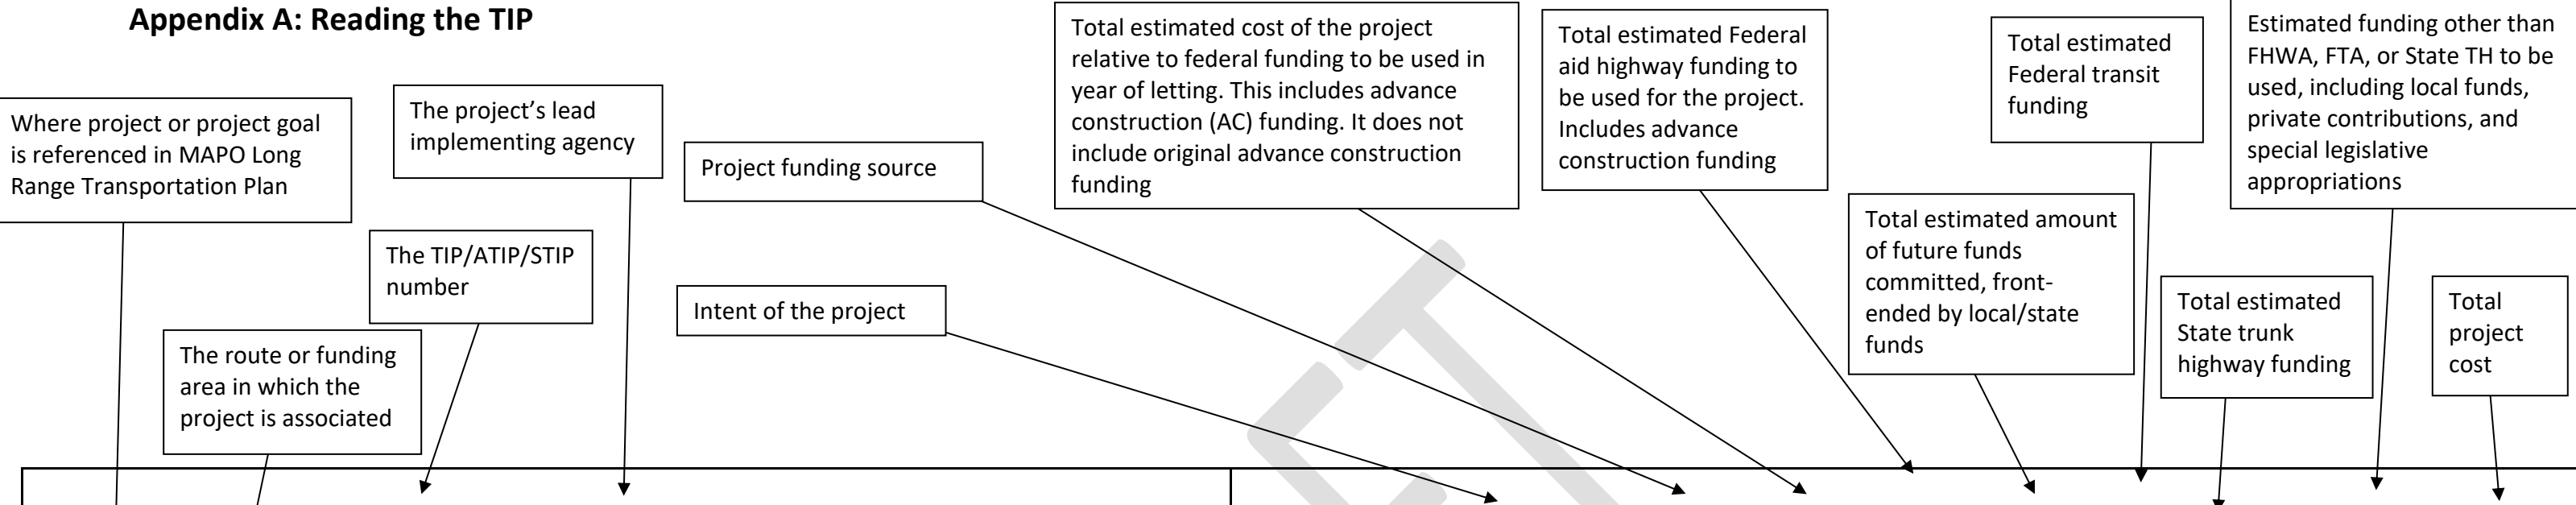 Appendix A: Reading the TIP
Where project or project goal
is referenced in MAPO Long
Range Transportation Plan
The route or funding
area in which the
project is associated
The TIP/ATIP/STIP
number
The project’s lead
implementing agency
Project funding source
Intent of the project
Total estimated cost of the project
relative to federal funding to be used in
year of letting. This includes advance
construction (AC) funding. It does not
include original advance construction
funding
Total estimated Federal
aid highway funding to
be used for the project.
Includes advance
construction funding
Total estimated amount
of future funds
committed, front-
ended by local/state
funds
Total estimated
Federal transit
funding
Total estimated
State trunk
highway funding
Estimated funding other than
FHWA, FTA, or State TH to be
used, including local funds,
private contributions, and
special legislative
appropriations
Total
project
cost